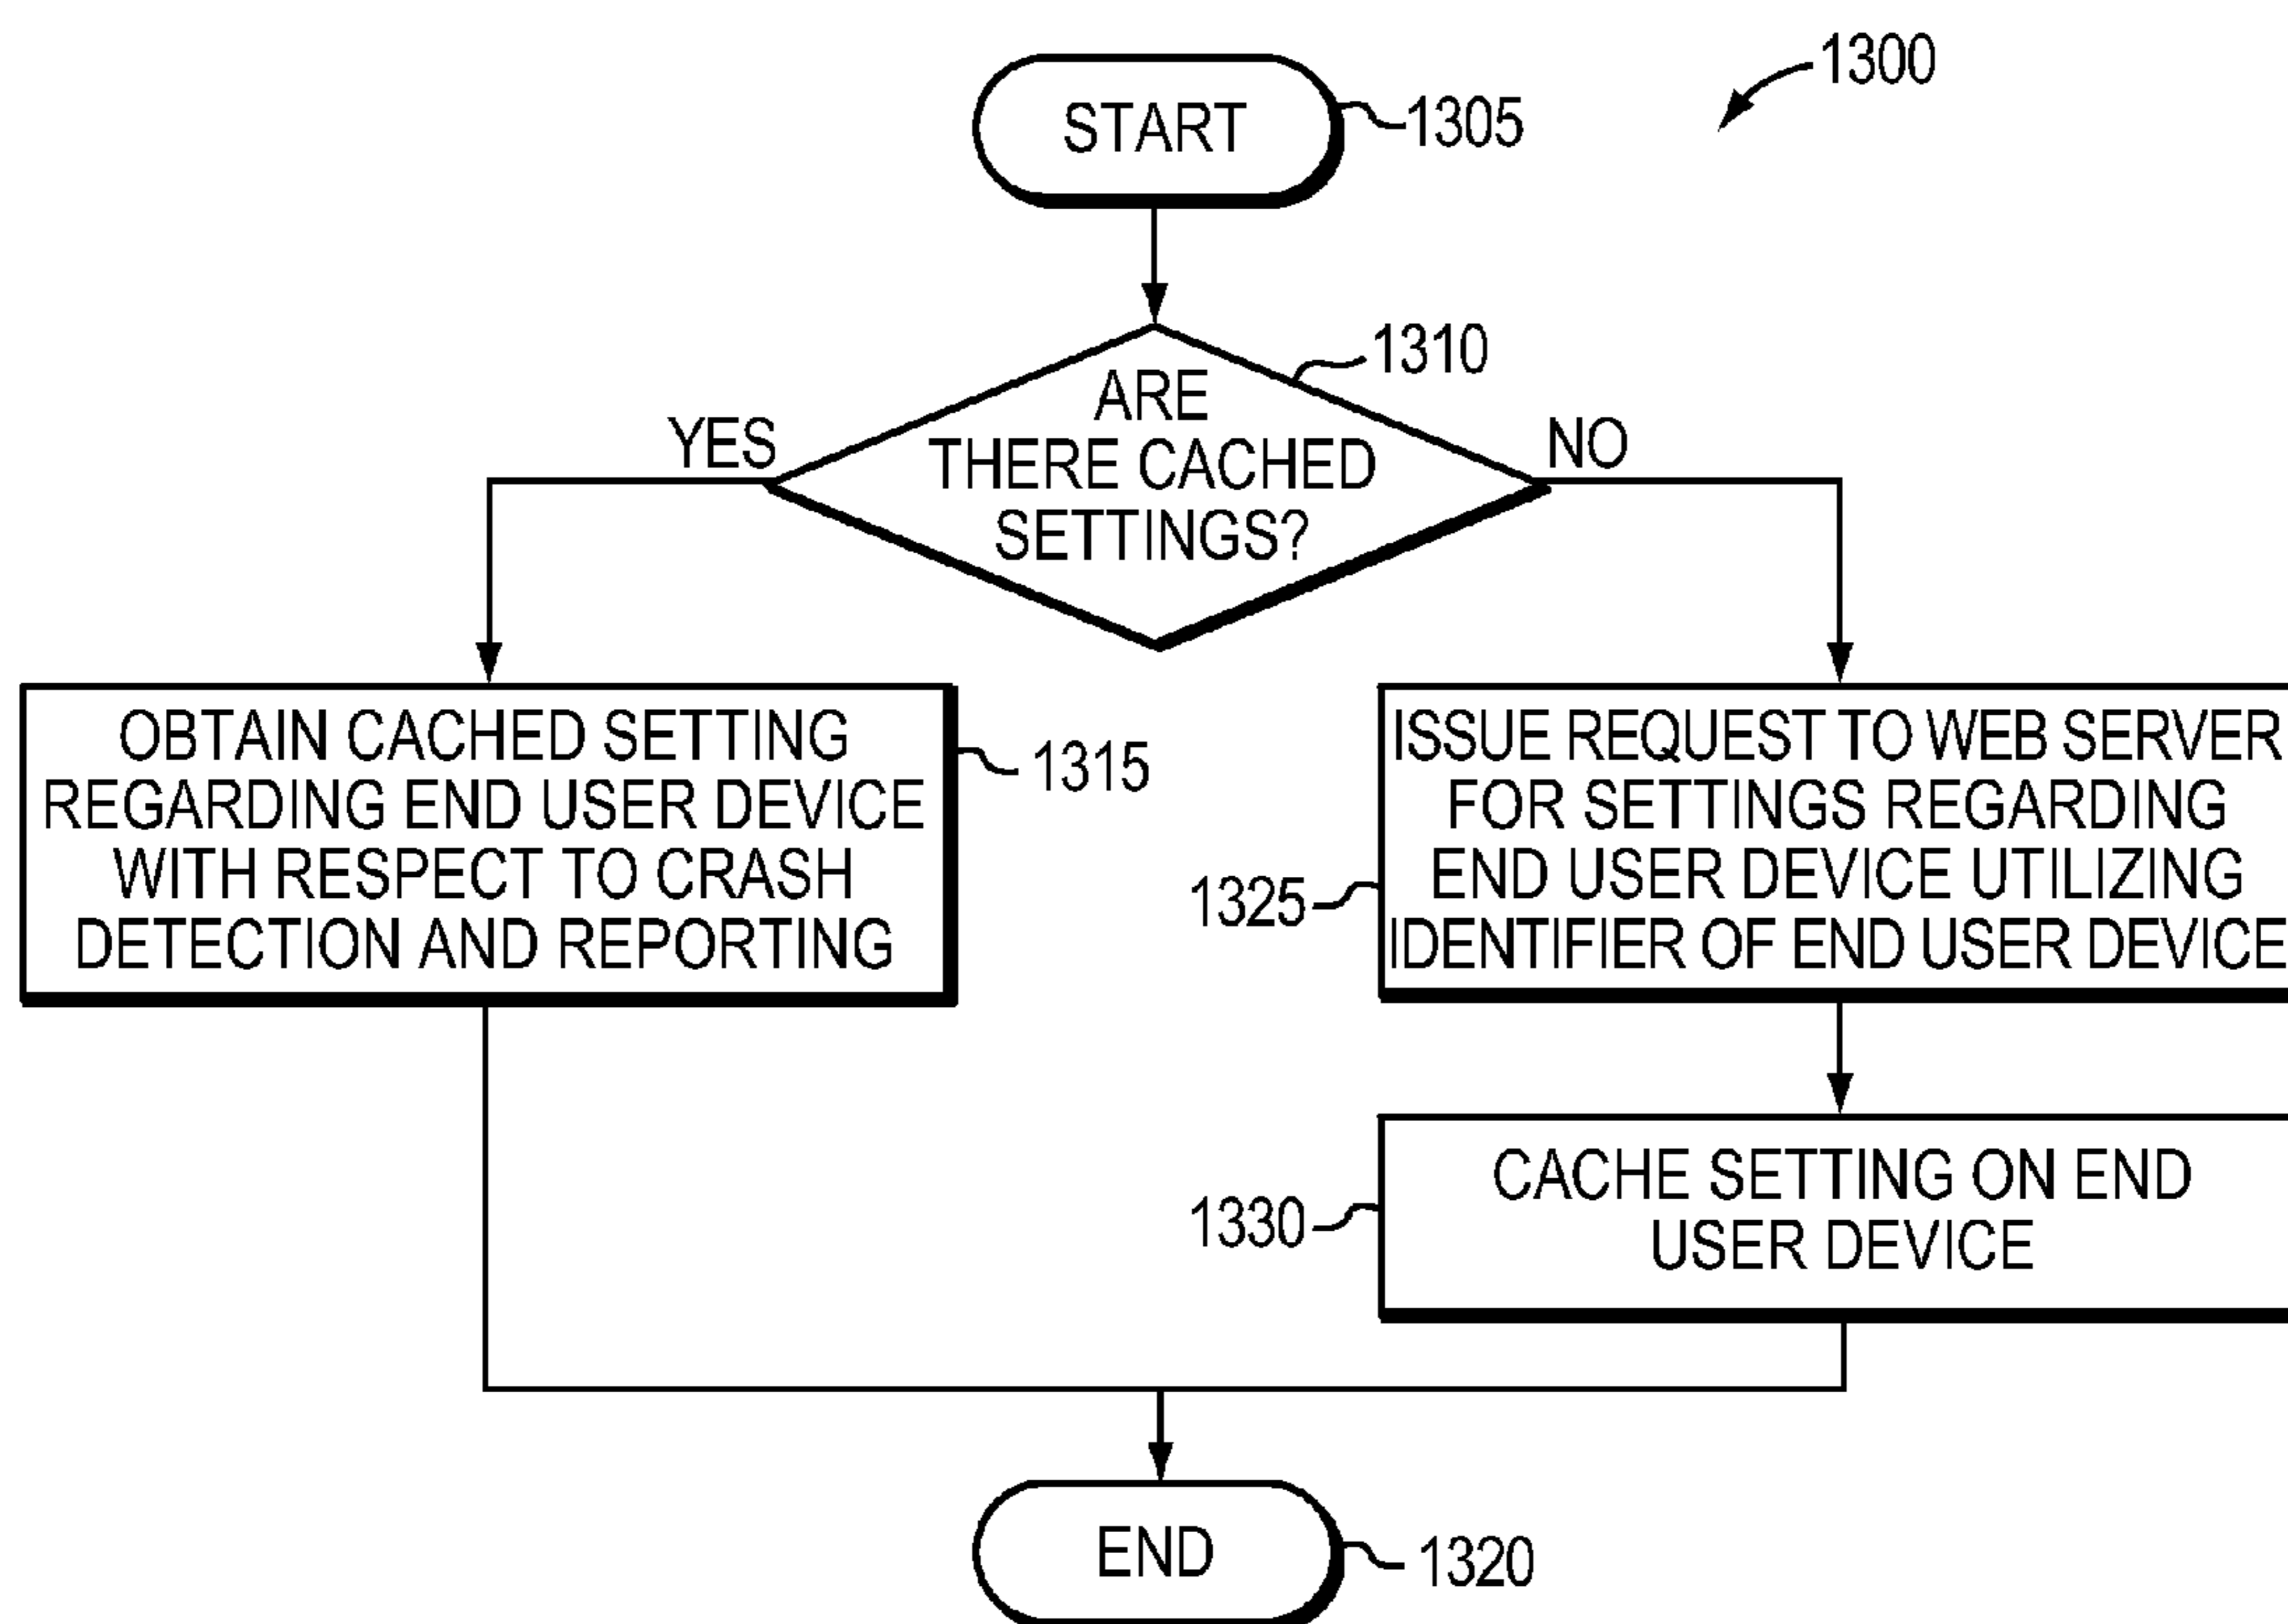 1300
START
1305
1310
ARE
THERE CACHED
SETTINGS?
YES
NO
OBTAIN CACHED SETTING
REGARDING END USER DEVICE
WITH RESPECT TO CRASH
DETECTION AND REPORTING
1315
ISSUE REQUEST TO WEB SERVER
FOR SETTINGS REGARDING
END USER DEVICE UTILIZING
IDENTIFIER OF END USER DEVICE
1325
CACHE SETTING ON END
USER DEVICE
1330
END
1320